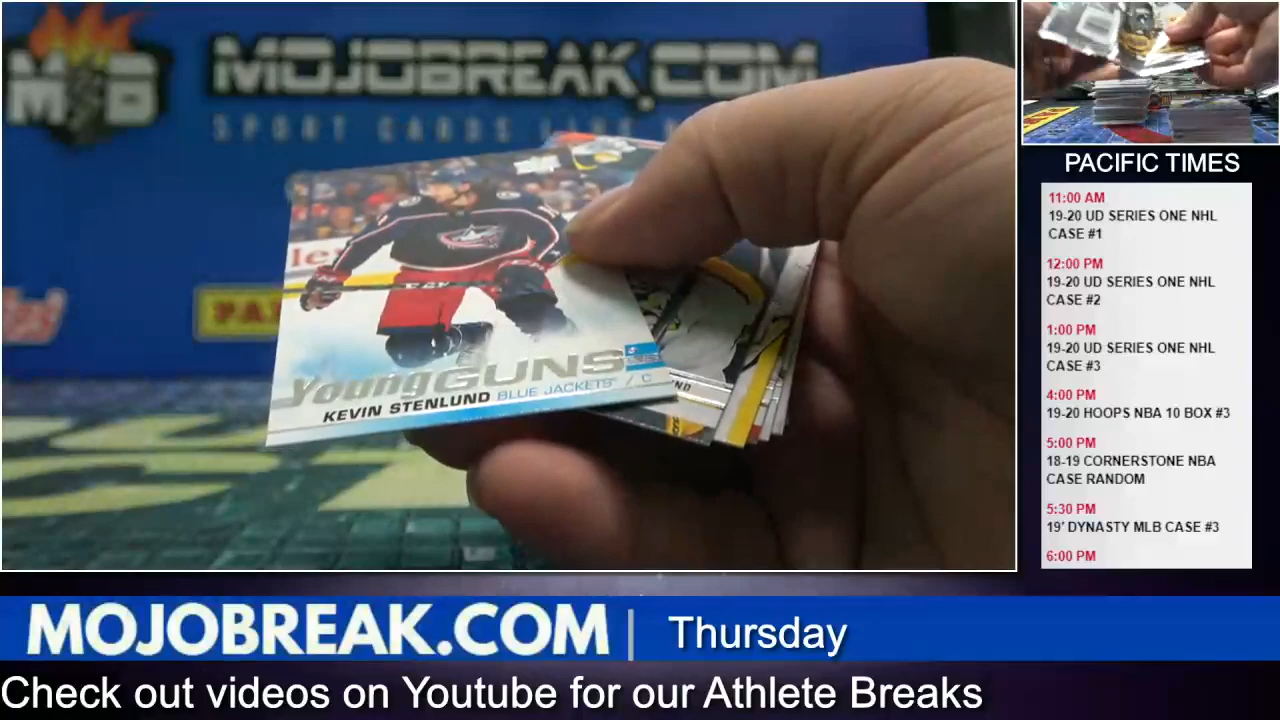 MOJOBREAK.COM
SPORT CARDS LIVE
M B
Topps
PAN
Young GUNS
KEVIN STENLUND BLUE JACKETS / C
PACIFIC TIMES
11:00 AM
19-20 UD SERIES ONE NHL
CASE #1
12:00 PM
19-20 UD SERIES ONE NHL
CASE #2
1:00 PM
19-20 UD SERIES ONE NHL
CASE #3
4:00 PM
19-20 HOOPS NBA 10 BOX #3
5:00 PM
18-19 CORNERSTONE NBA
CASE RANDOM
5:30 PM
19' DYNASTY MLB CASE #3
6:00 PM
MOJOBREAK.COM | Thursday
Check out videos on Youtube for our Athlete Breaks